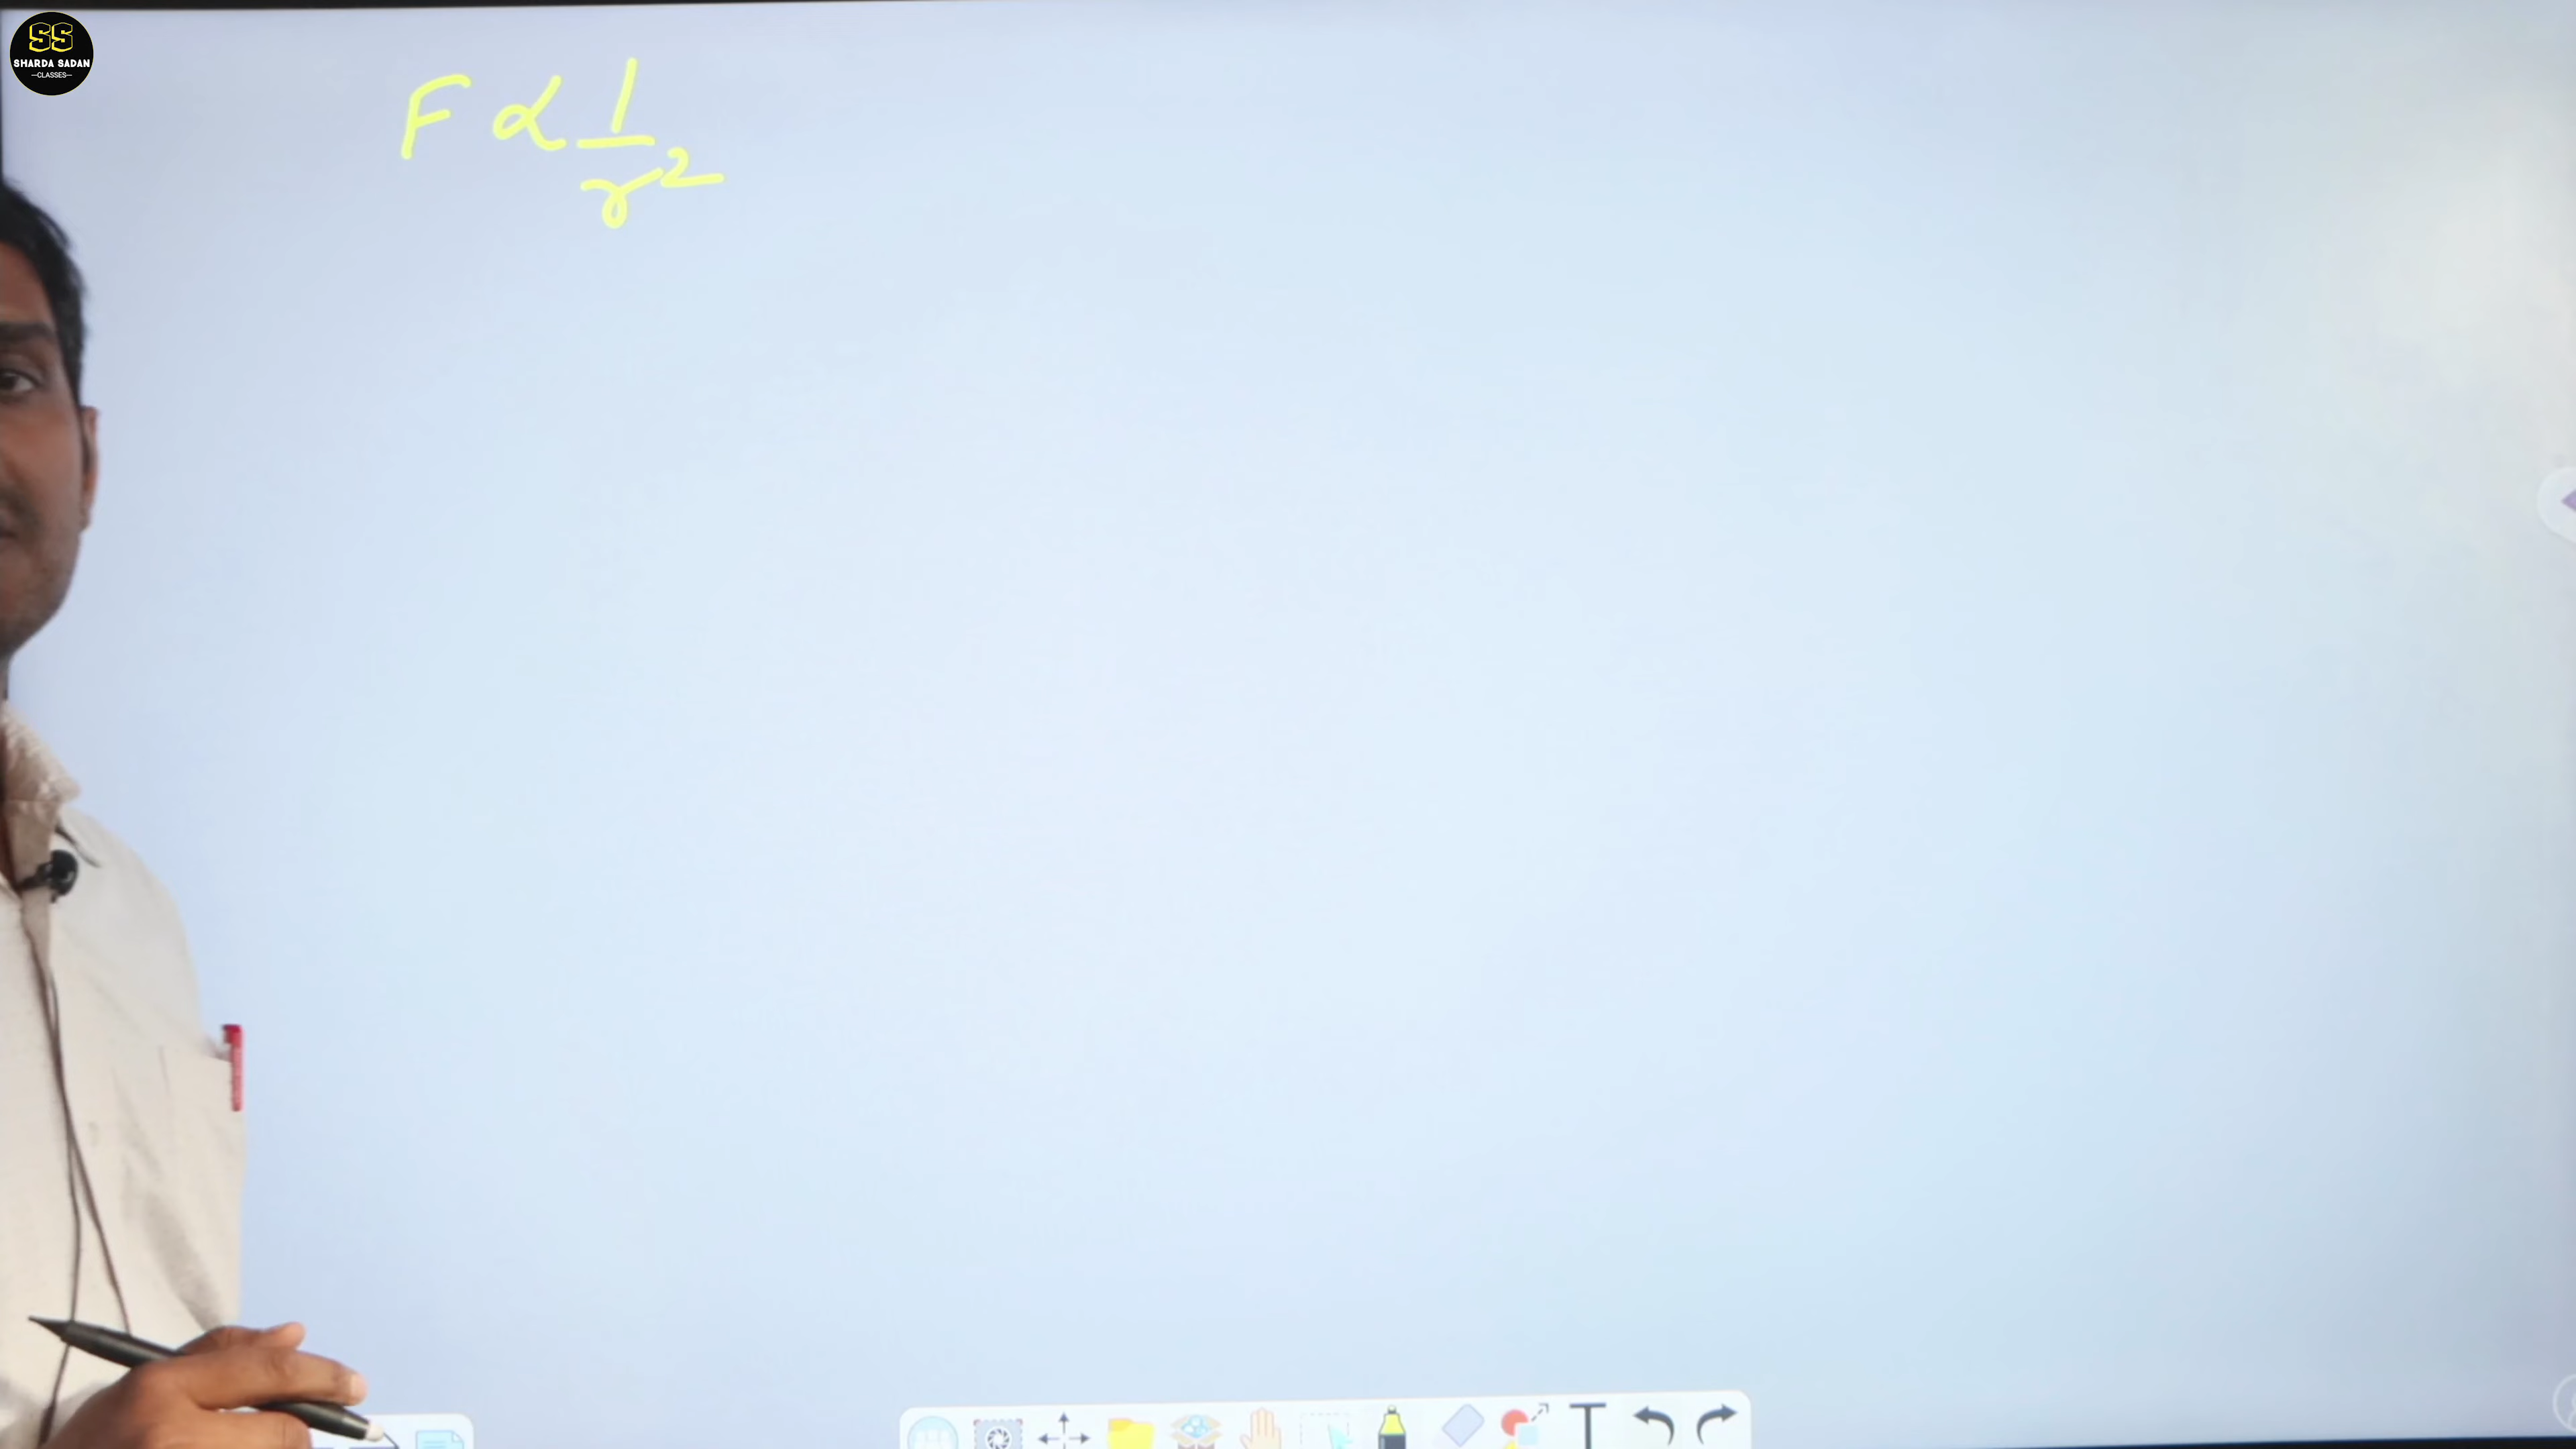 SS
SHARDA SADAN
—CLASSES—
F ∝ 1/r²
T